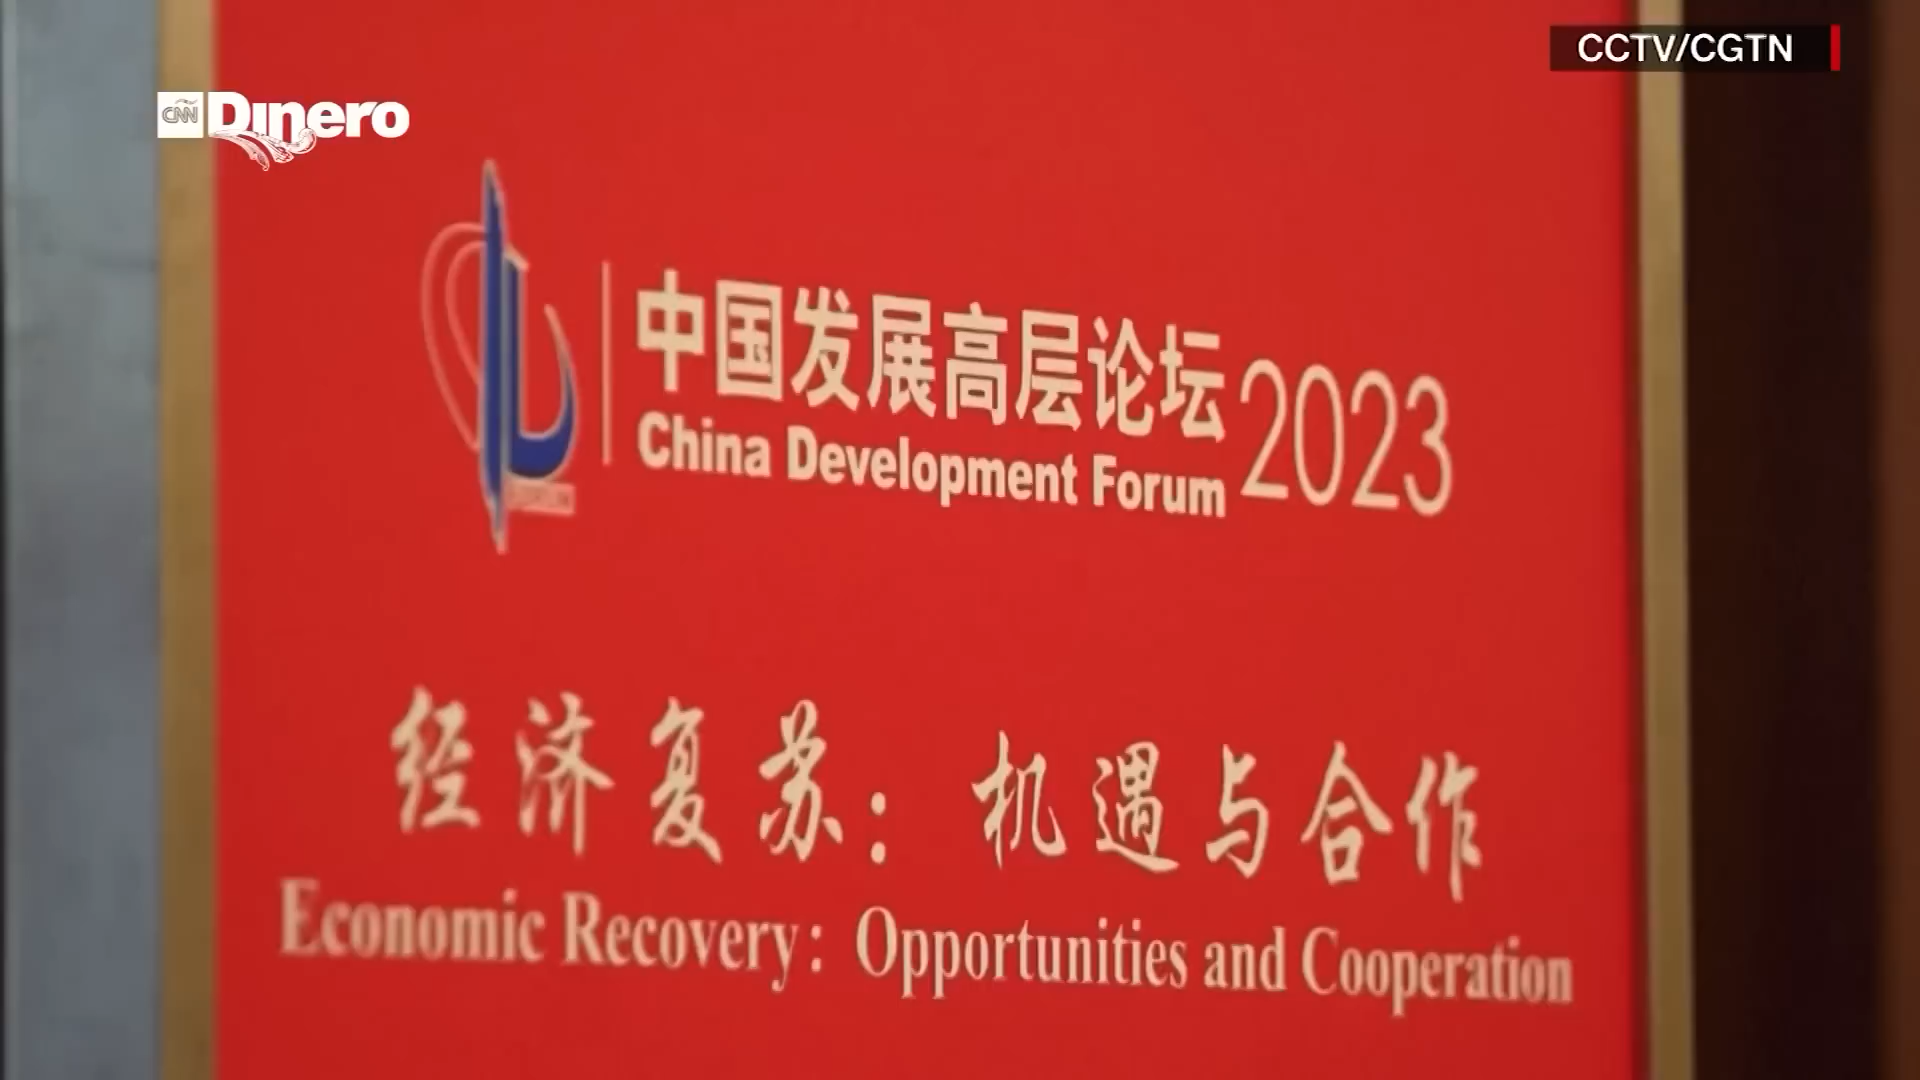 CCTV/CGTN
CNN Dinero
中国发展高层论坛 2023
China Development Forum
经济复苏：机遇与合作
Economic Recovery: Opportunities and Cooperation